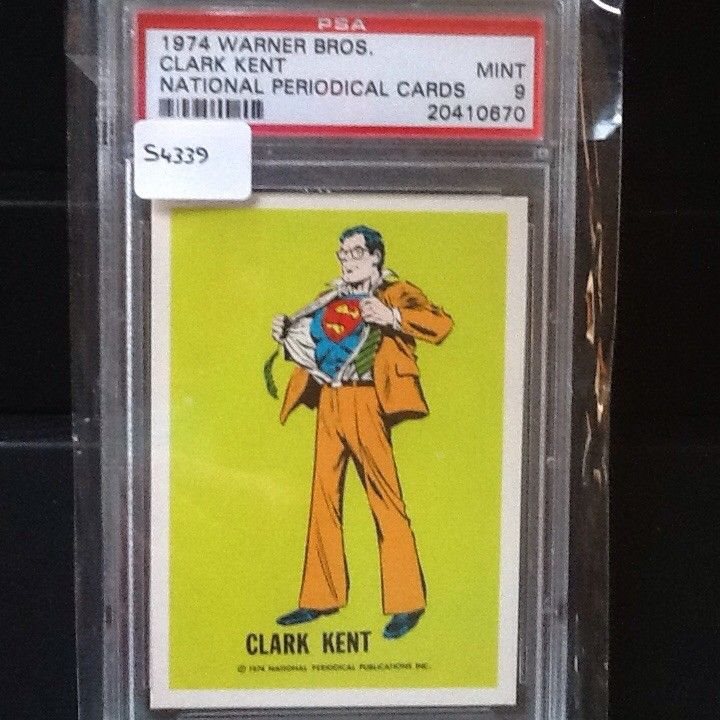 PSA
1974 WARNER BROS.
CLARK KENT MINT
NATIONAL PERIODICAL CARDS 9
20410670
S4339
S
CLARK KENT
© 1974 NATIONAL PERIODICAL PUBLICATIONS INC.